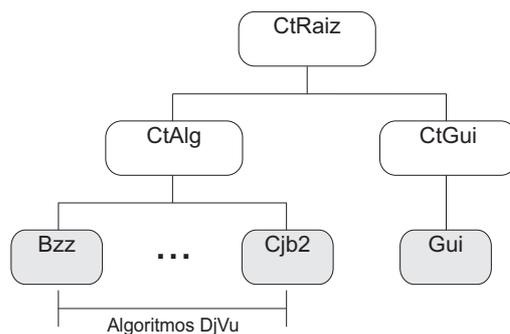 CtRaiz
CtAlg
CtGui
Bzz
...
Cjb2
Gui
Algoritmos DjVu